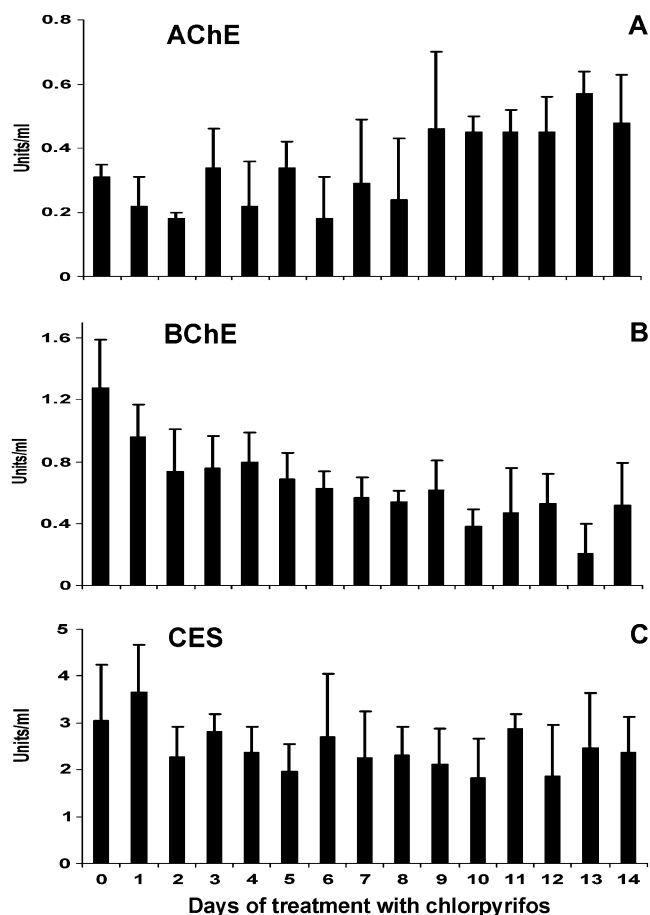 AChE
A
Units/ml
0.8
0.6
0.4
0.2
0
BChE
B
Units/ml
1.6
1.2
0.8
0.4
0
CES
C
Units/ml
5
4
3
2
1
0
0 1 2 3 4 5 6 7 8 9 10 11 12 13 14
Days of treatment with chlorpyrifos